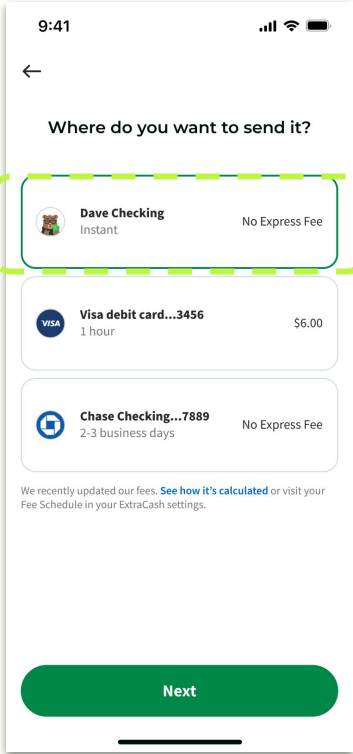 9:41
Where do you want to send it?
Dave Checking
Instant
No Express Fee
VISA
Visa debit card...3456
1 hour
$6.00
Chase Checking...7889
2-3 business days
No Express Fee
We recently updated our fees. See how it's calculated or visit your
Fee Schedule in your ExtraCash settings.
Next